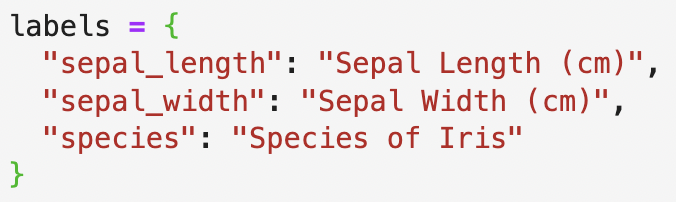 labels = {
  "sepal_length": "Sepal Length (cm)",
  "sepal_width": "Sepal Width (cm)",
  "species": "Species of Iris"
}